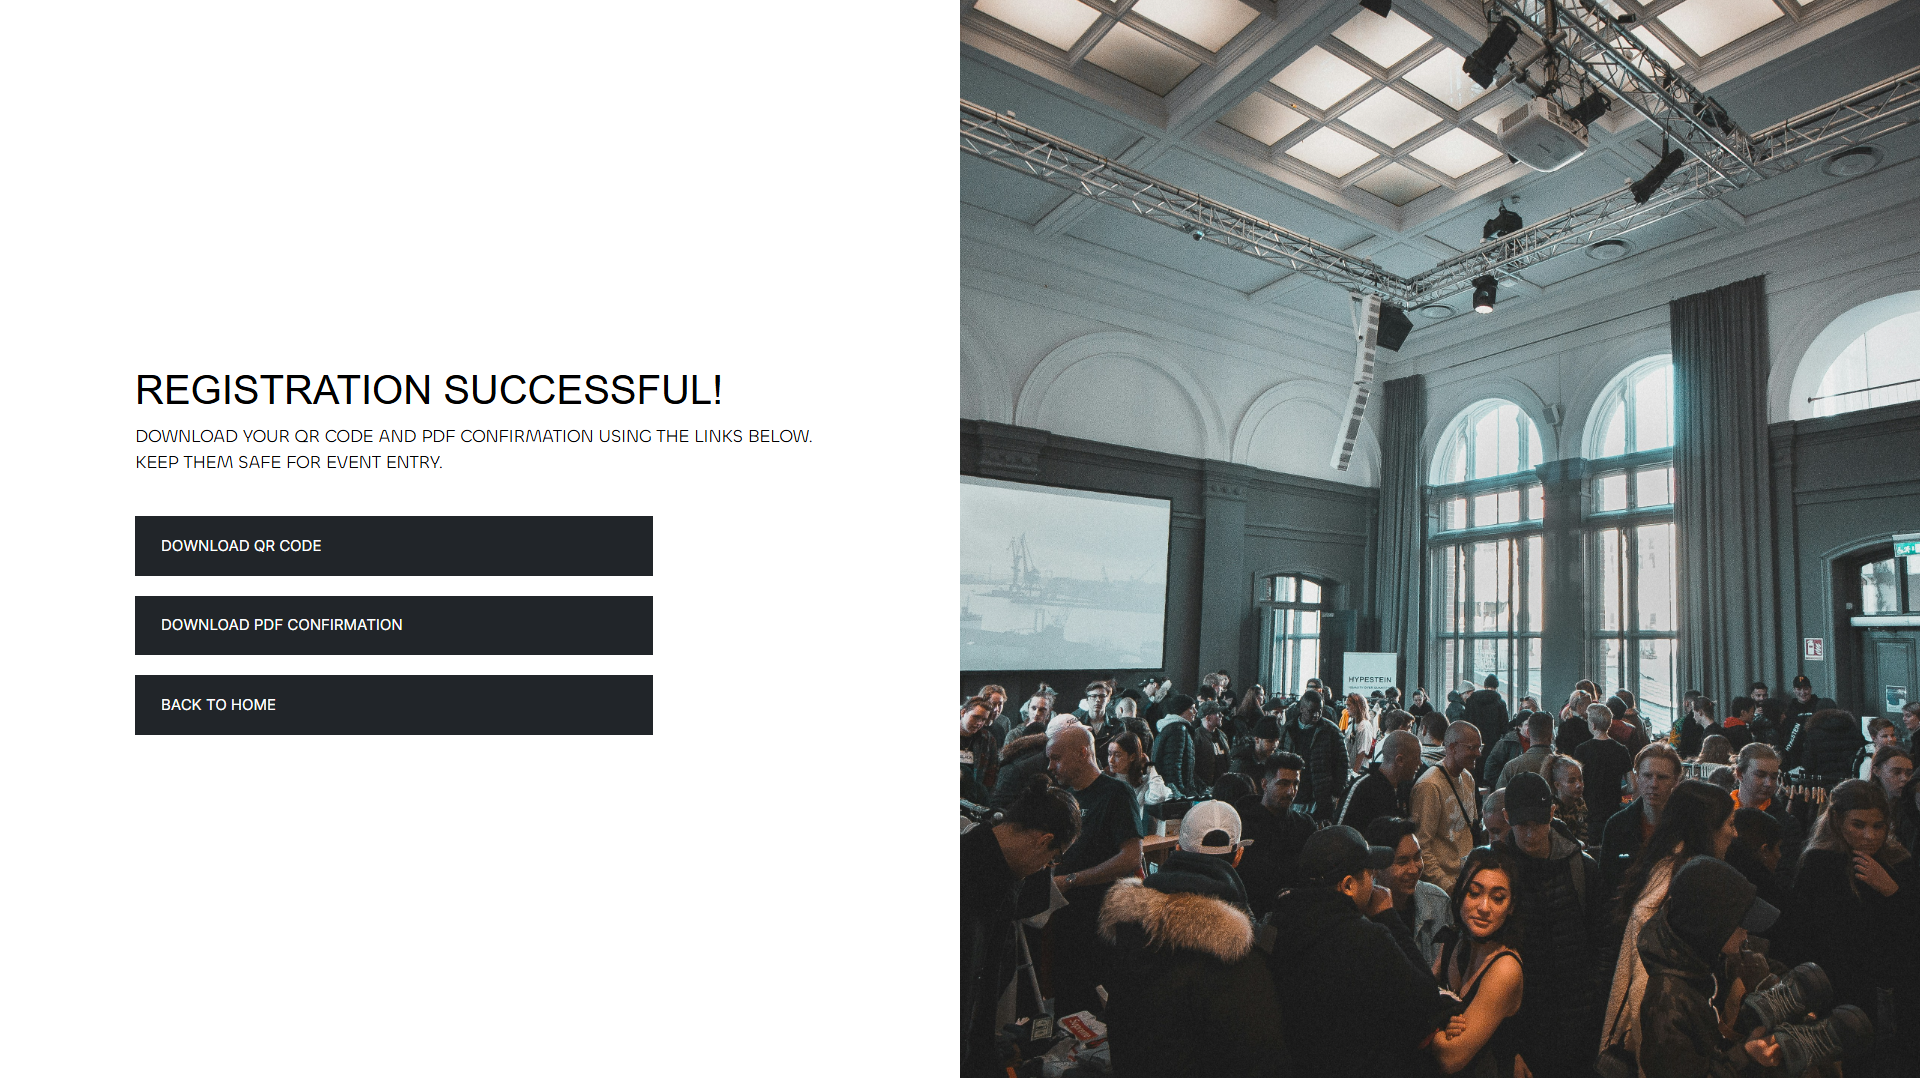 REGISTRATION SUCCESSFUL!
DOWNLOAD YOUR QR CODE AND PDF CONFIRMATION USING THE LINKS BELOW.
KEEP THEM SAFE FOR EVENT ENTRY.
DOWNLOAD QR CODE
DOWNLOAD PDF CONFIRMATION
BACK TO HOME
HYPESTEIN